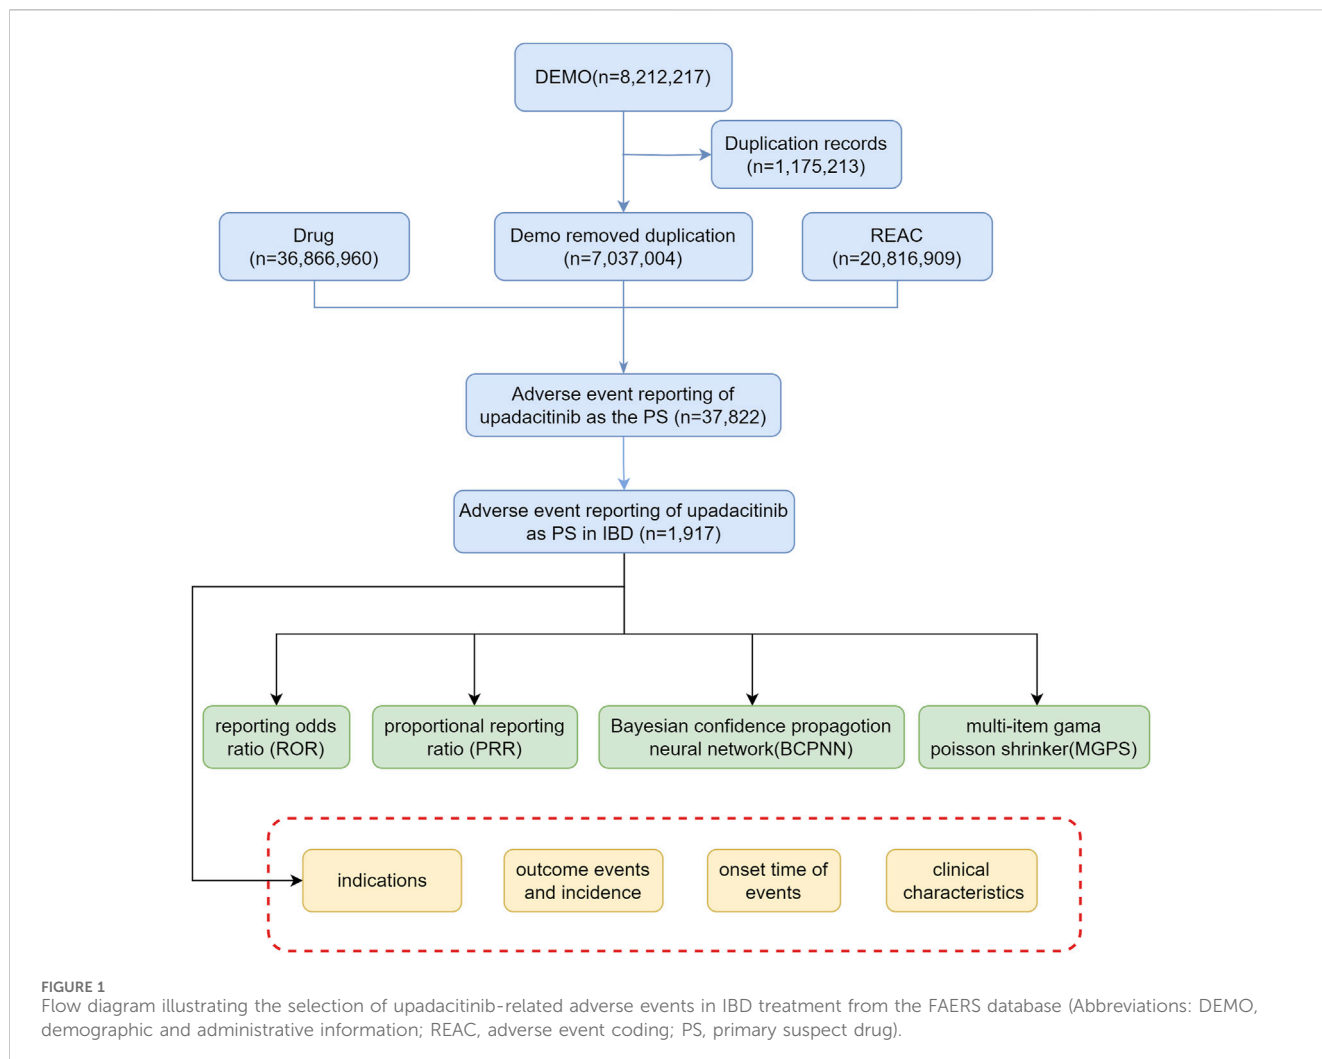 DEMO(n=8,212,217)
Duplication records
(n=1,175,213)
Drug
(n=36,866,960)
Demo removed duplication
(n=7,037,004)
REAC
(n=20,816,909)
Adverse event reporting of
upadacitinib as the PS (n=37,822)
Adverse event reporting of upadacitinib
as PS in IBD (n=1,917)
reporting odds
ratio (ROR)
proportional reporting
ratio (PRR)
Bayesian confidence propagotion
neural network(BCPNN)
multi-item gama
poisson shrinker(MGPS)
indications
outcome events
and incidence
onset time of
events
clinical
characteristics
FIGURE 1
Flow diagram illustrating the selection of upadacitinib-related adverse events in IBD treatment from the FAERS database (Abbreviations: DEMO,
demographic and administrative information; REAC, adverse event coding; PS, primary suspect drug).